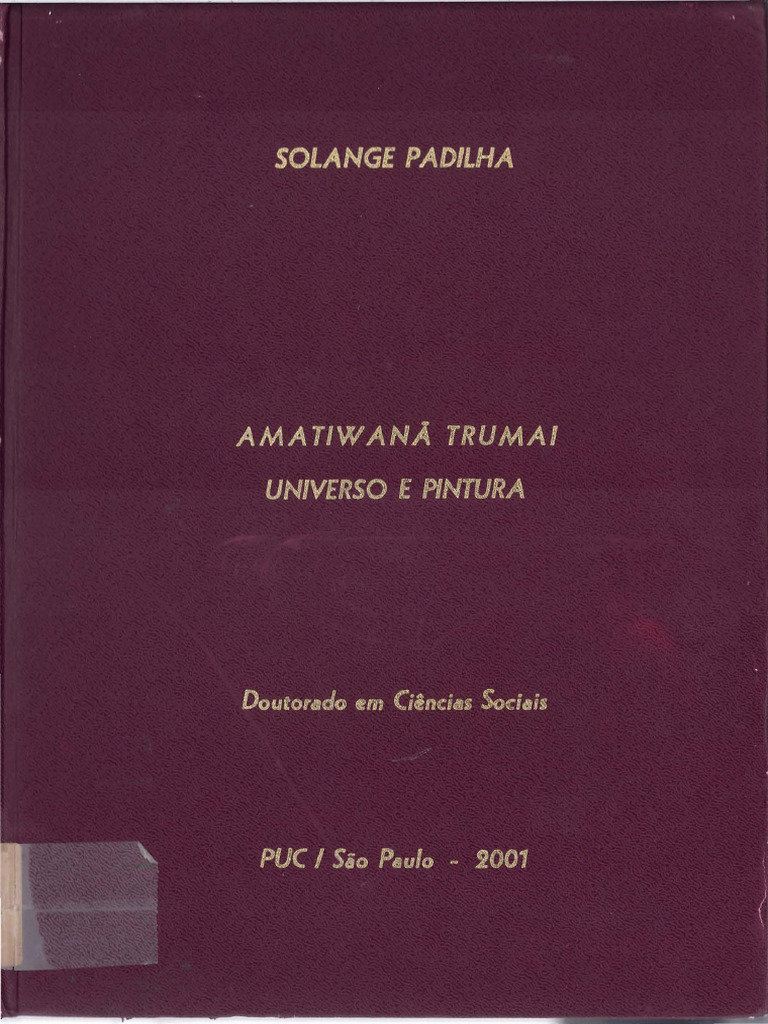 SOLANGE PADILHA
AMATIWANÃ TRUMAI
UNIVERSO E PINTURA
Doutorado em Ciências Sociais
PUC / São Paulo - 2001